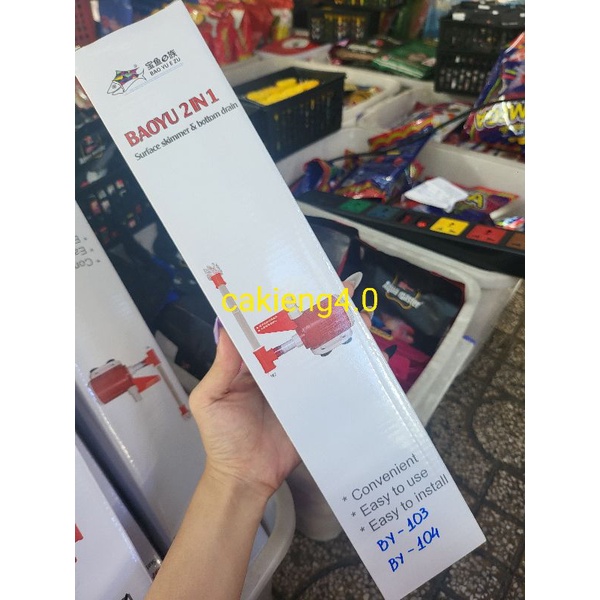 宝鱼e族
BAO YU E ZU
BAOYU 2IN1
Surface skimmer & bottom drain
cakieng4.0
* Convenient
* Easy to use
* Easy to install
BY - 103
BY - 104